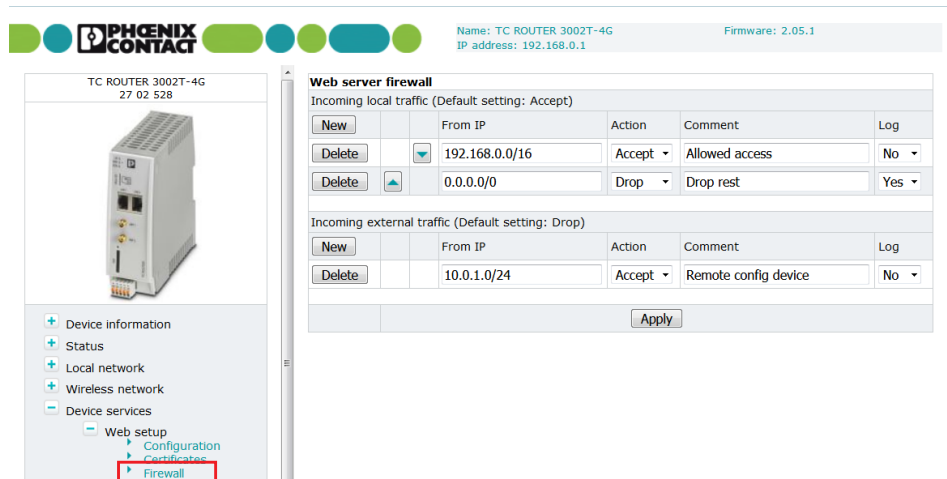 PHŒNIX CONTACT
Name: TC ROUTER 3002T-4G Firmware: 2.05.1
IP address: 192.168.0.1
TC ROUTER 3002T-4G
27 02 528
Device information
Status
Local network
Wireless network
Device services
Web setup
Configuration
Certificates
Firewall
Web server firewall
Incoming local traffic (Default setting: Accept)
New From IP Action Comment Log
Delete 192.168.0.0/16 Accept Allowed access No
Delete 0.0.0.0/0 Drop Drop rest Yes
Incoming external traffic (Default setting: Drop)
New From IP Action Comment Log
Delete 10.0.1.0/24 Accept Remote config device No
Apply